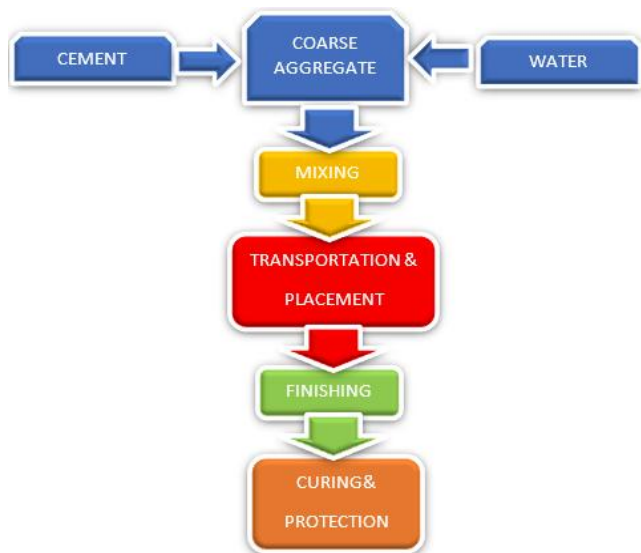 CEMENT
COARSE
AGGREGATE
WATER
MIXING
TRANSPORTATION &
PLACEMENT
FINISHING
CURING &
PROTECTION